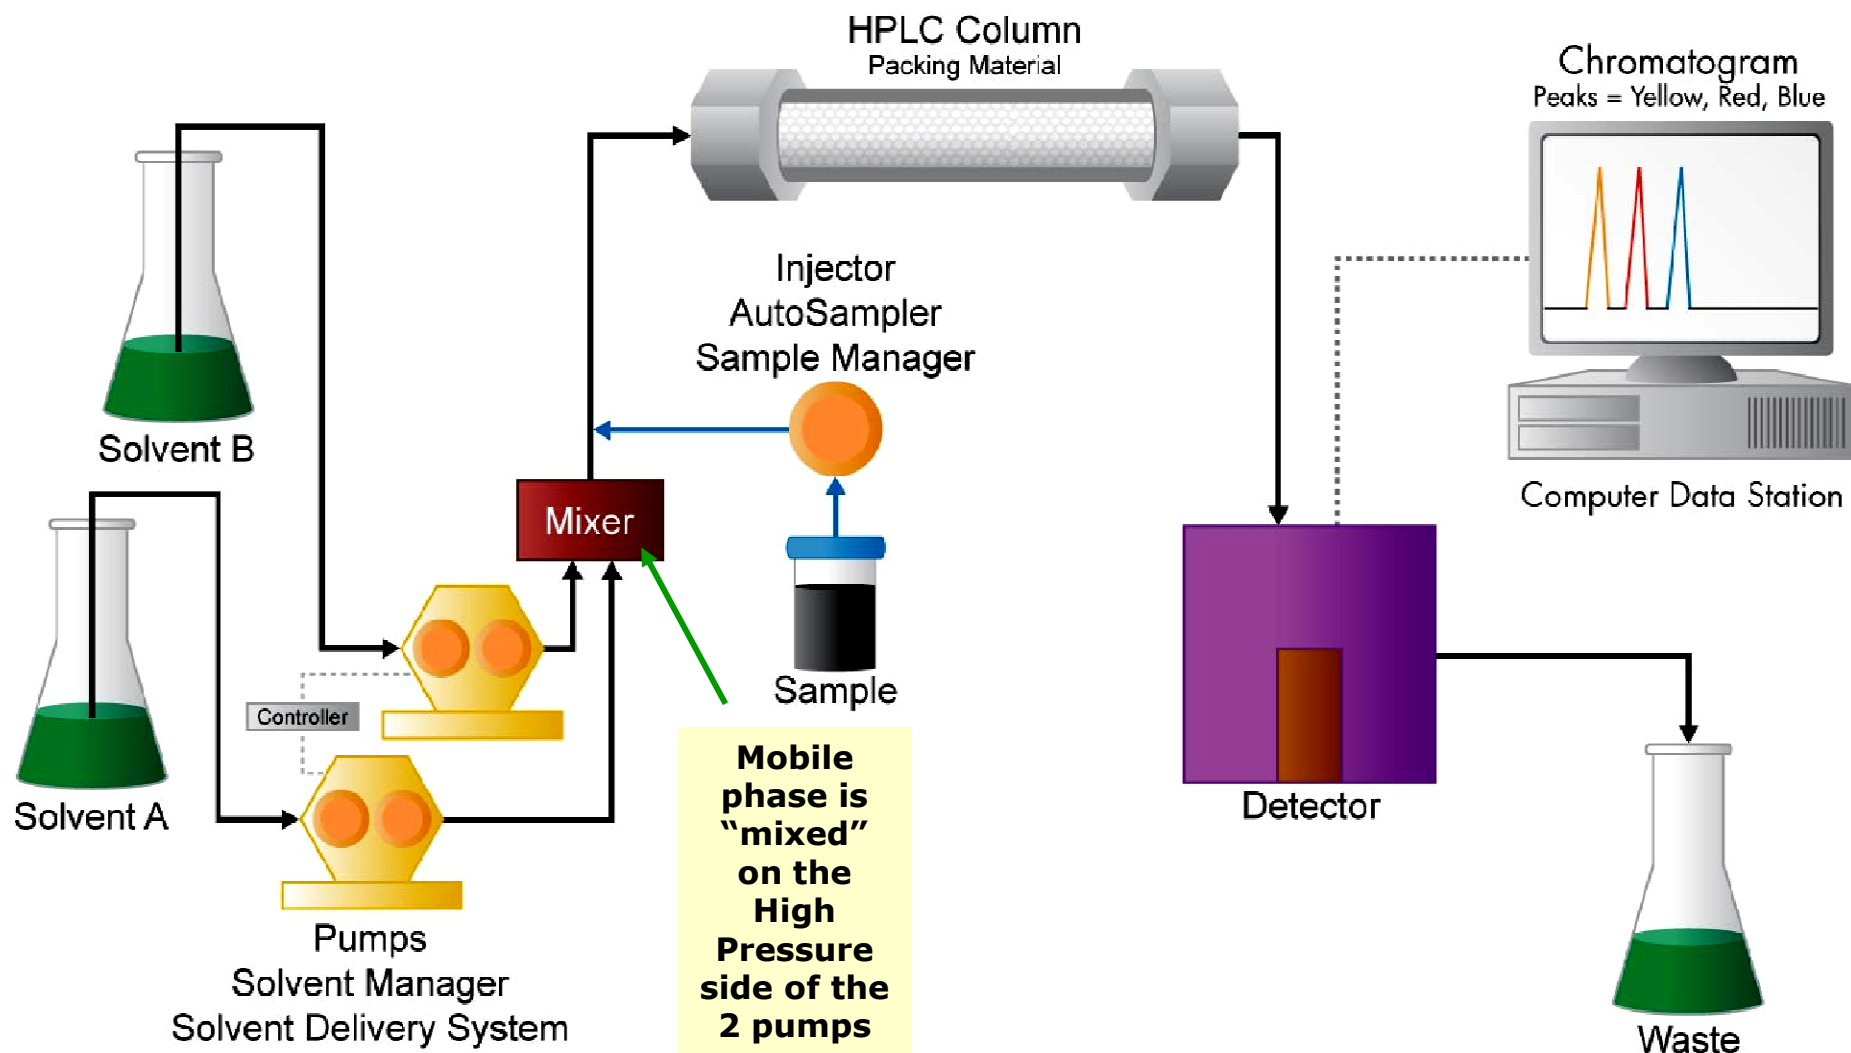 HPLC Column
Packing Material
Chromatogram
Peaks = Yellow, Red, Blue
Injector
AutoSampler
Sample Manager
Solvent B
Mixer
Computer Data Station
Sample
Controller
Solvent A
Detector
Mobile
phase is
“mixed”
on the
High
Pressure
side of the
2 pumps
Pumps
Solvent Manager
Solvent Delivery System
Waste